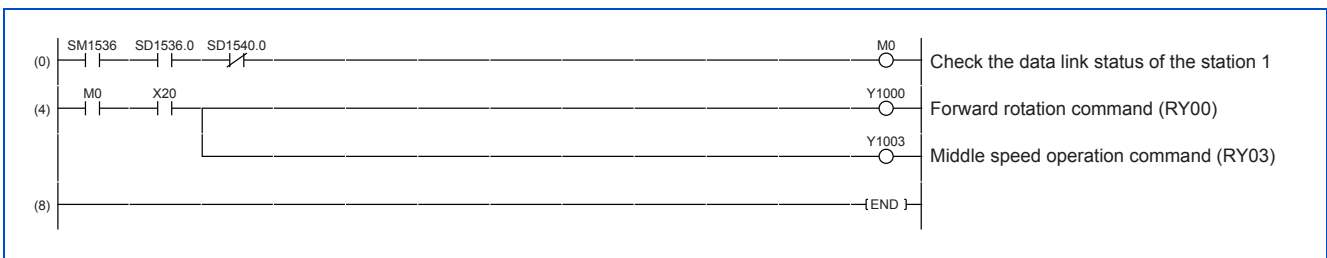 SM1536 SD1536.0 SD1540.0 M0
(0) Check the data link status of the station 1
M0 X20 Y1000
(4) Forward rotation command (RY00)
Y1003
Middle speed operation command (RY03)
(8) [END]